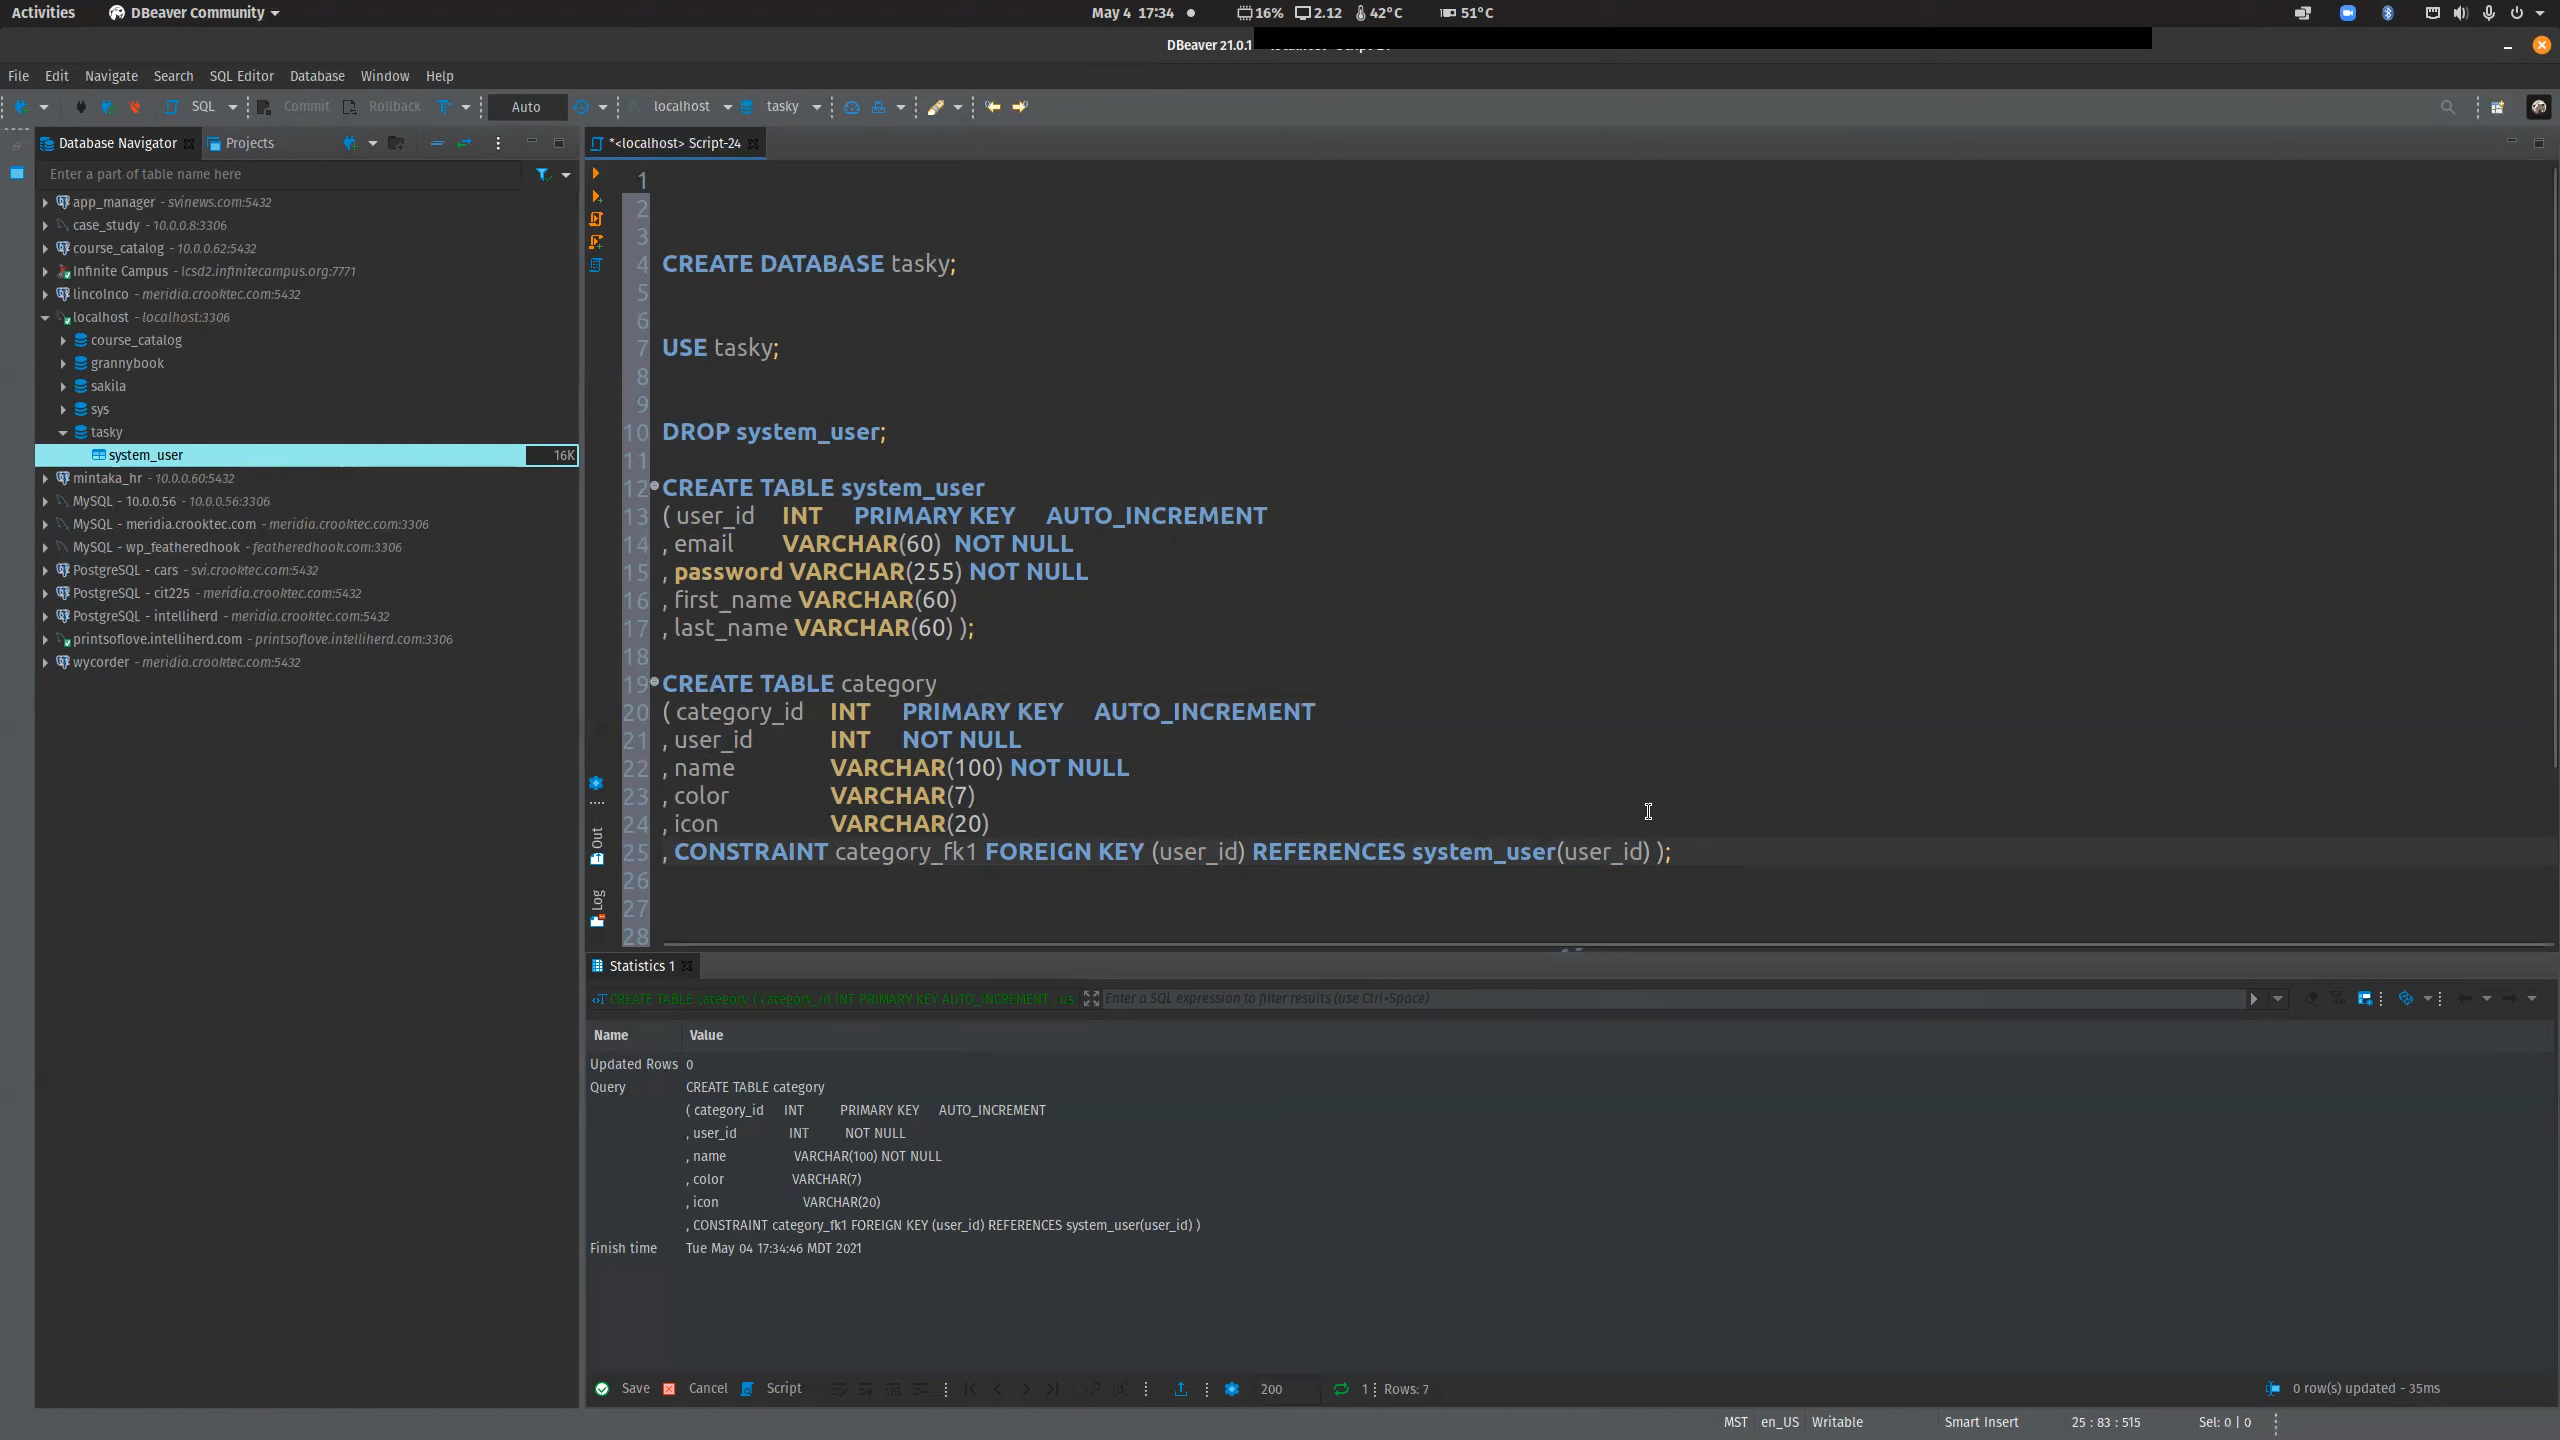 Activities DBeaver Community May 4 17:34 16% 2.12 42°C 51°C
DBeaver 21.0.1
File Edit Navigate Search SQL Editor Database Window Help
SQL Commit Rollback Auto localhost tasky
Database Navigator Projects
*<localhost> Script-24
Enter a part of table name here
app_manager - svinews.com:5432
case_study - 10.0.0.8:3306
course_catalog - 10.0.0.62:5432
Infinite Campus - lcsd2.infinitecampus.org:7771
lincolnco - meridia.crooktec.com:5432
localhost - localhost:3306
course_catalog
grannybook
sakila
sys
tasky
system_user 16K
mintaka_hr - 10.0.0.60:5432
MySQL - 10.0.0.56 - 10.0.0.56:3306
MySQL - meridia.crooktec.com - meridia.crooktec.com:3306
MySQL - wp_featheredhook - featheredhook.com:3306
PostgreSQL - cars - svi.crooktec.com:5432
PostgreSQL - cit225 - meridia.crooktec.com:5432
PostgreSQL - intelliherd - meridia.crooktec.com:5432
printsoflove.intelliherd.com - printsoflove.intelliherd.com:3306
wycorder - meridia.crooktec.com:5432
1
2
3
4 CREATE DATABASE tasky;
5
6
7 USE tasky;
8
9
10 DROP system_user;
11
12 CREATE TABLE system_user
13 ( user_id INT PRIMARY KEY AUTO_INCREMENT
14 , email VARCHAR(60) NOT NULL
15 , password VARCHAR(255) NOT NULL
16 , first_name VARCHAR(60)
17 , last_name VARCHAR(60) );
18
19 CREATE TABLE category
20 ( category_id INT PRIMARY KEY AUTO_INCREMENT
21 , user_id INT NOT NULL
22 , name VARCHAR(100) NOT NULL
23 , color VARCHAR(7)
24 , icon VARCHAR(20)
25 , CONSTRAINT category_fk1 FOREIGN KEY (user_id) REFERENCES system_user(user_id) );
26
27
28
Out
Log
Statistics 1
CREATE TABLE category ( category_id INT PRIMARY KEY AUTO_INCREMENT , us Enter a SQL expression to filter results (use Ctrl+Space)
Name Value
Updated Rows 0
Query CREATE TABLE category
( category_id INT PRIMARY KEY AUTO_INCREMENT
, user_id INT NOT NULL
, name VARCHAR(100) NOT NULL
, color VARCHAR(7)
, icon VARCHAR(20)
, CONSTRAINT category_fk1 FOREIGN KEY (user_id) REFERENCES system_user(user_id) )
Finish time Tue May 04 17:34:46 MDT 2021
Save Cancel Script 200 1 Rows: 7 0 row(s) updated - 35ms
MST en_US Writable Smart Insert 25 : 83 : 515 Sel: 0 | 0